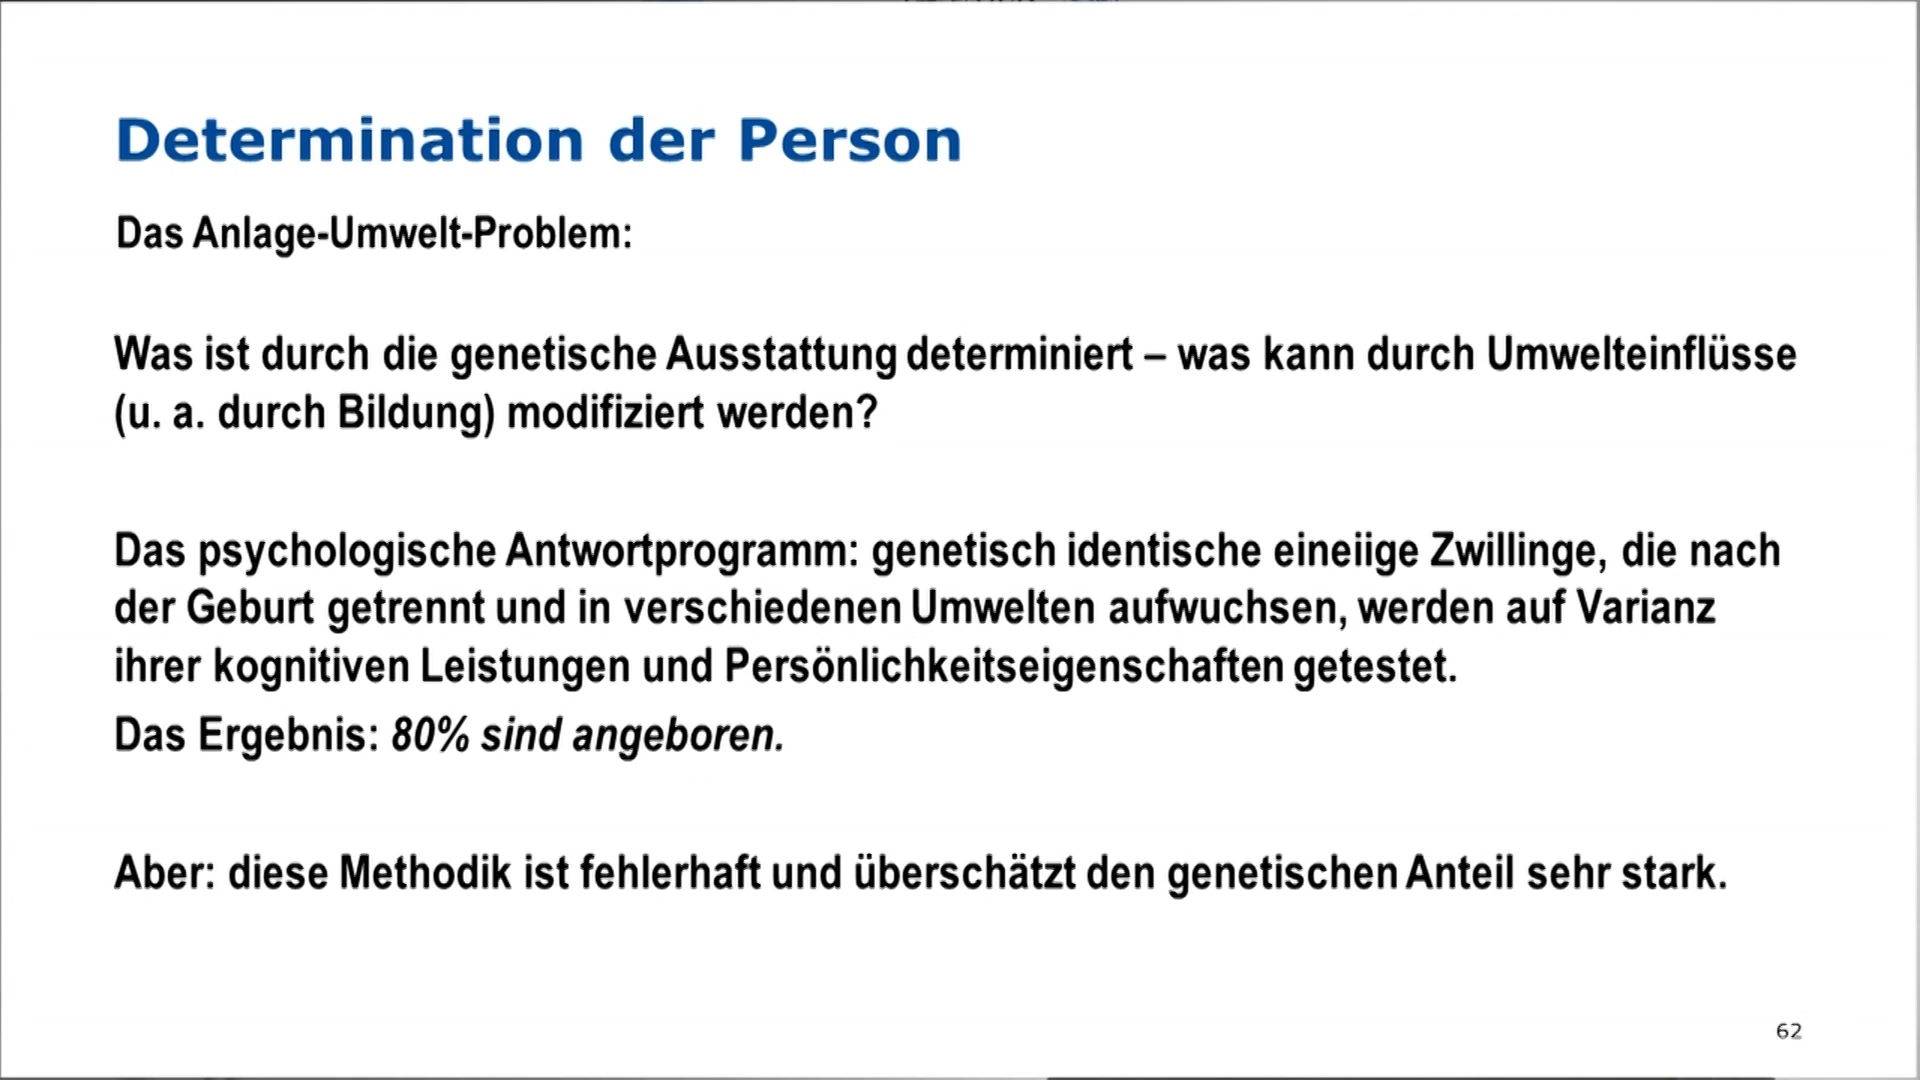 Determination der Person
Das Anlage-Umwelt-Problem:
Was ist durch die genetische Ausstattung determiniert – was kann durch Umwelteinflüsse
(u. a. durch Bildung) modifiziert werden?
Das psychologische Antwortprogramm: genetisch identische eineiige Zwillinge, die nach
der Geburt getrennt und in verschiedenen Umwelten aufwuchsen, werden auf Varianz
ihrer kognitiven Leistungen und Persönlichkeitseigenschaften getestet.
Das Ergebnis: 80% sind angeboren.
Aber: diese Methodik ist fehlerhaft und überschätzt den genetischen Anteil sehr stark.
62